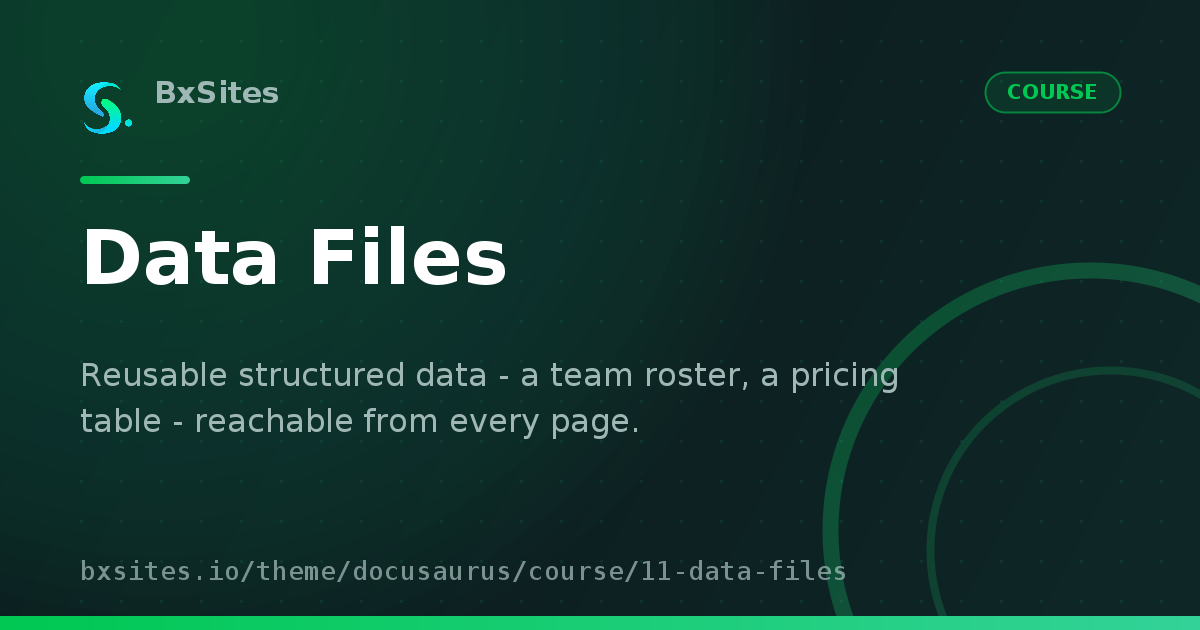 BxSites
COURSE
Data Files
Reusable structured data - a team roster, a pricing
table - reachable from every page.
bxsites.io/theme/docusaurus/course/11-data-files